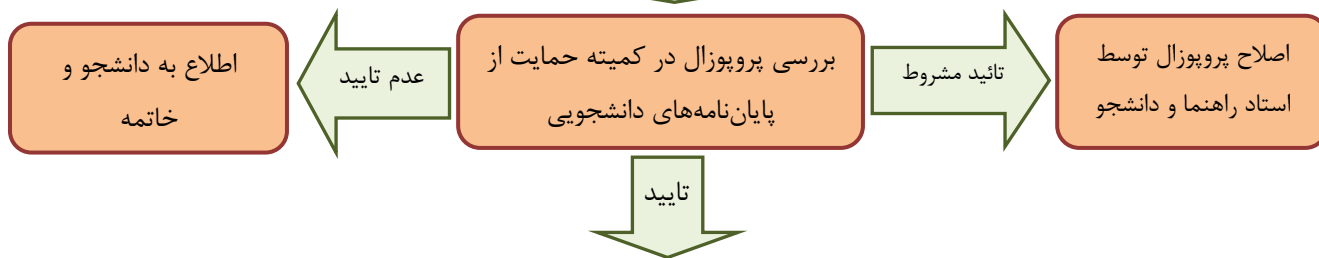 اصلاح پروپوزال توسط
استاد راهنما و دانشجو
تائید مشروط
بررسی پروپوزال در کمیته حمایت از
پایان‌نامه‌های دانشجویی
عدم تایید
اطلاع به دانشجو و
خاتمه
تایید